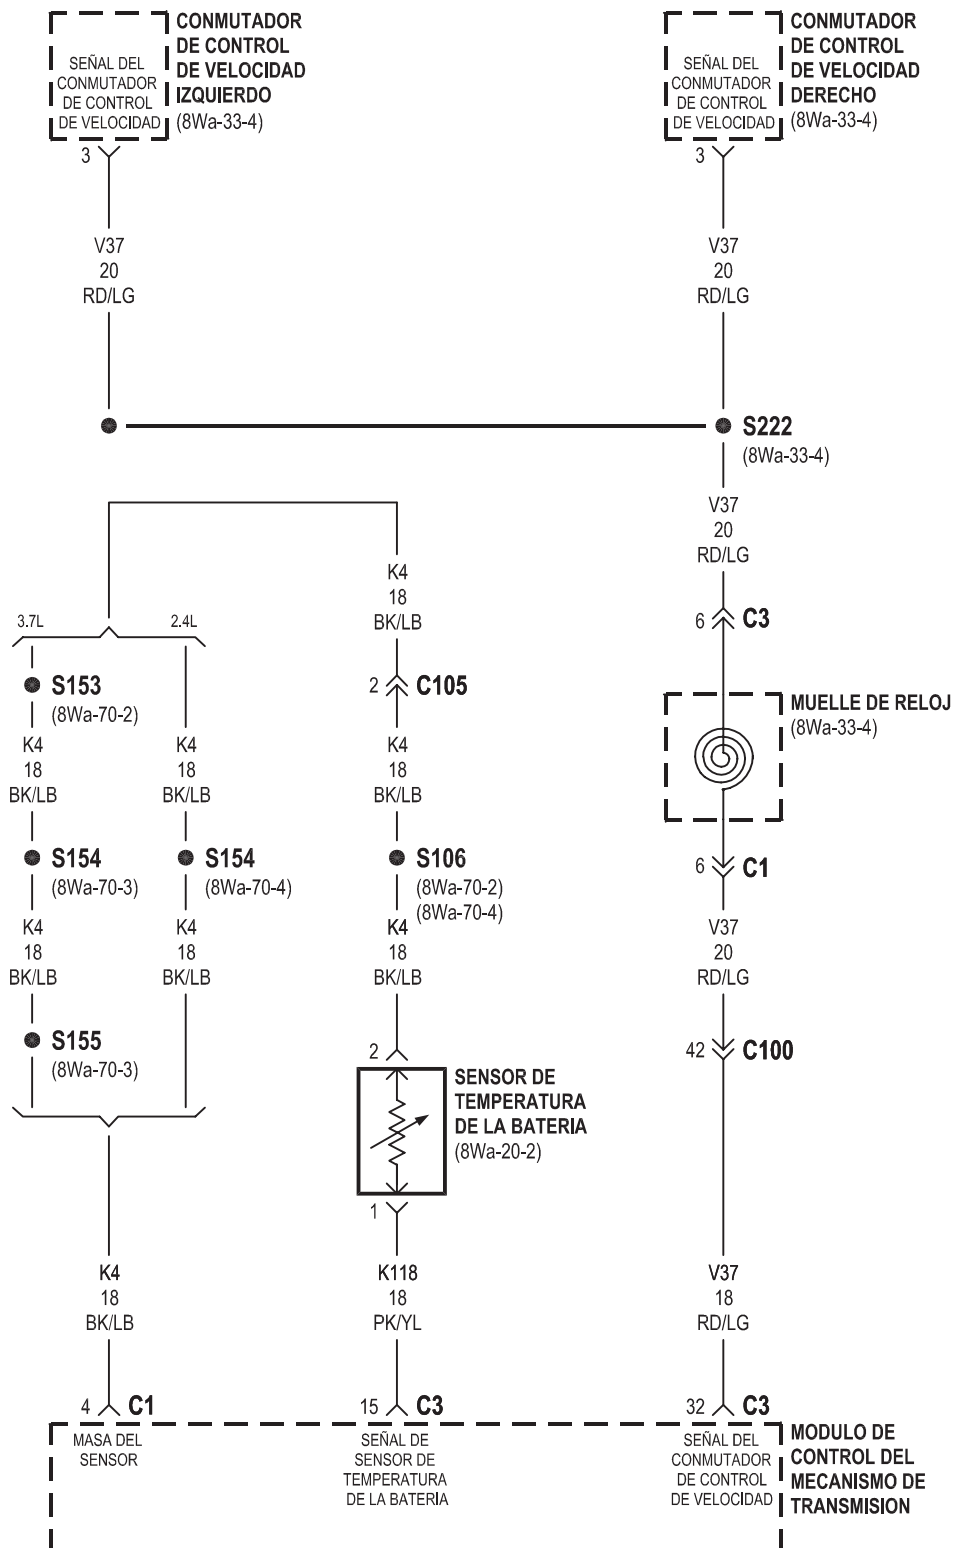 SEÑAL DEL
CONMUTADOR
DE CONTROL
DE VELOCIDAD
CONMUTADOR
DE CONTROL
DE VELOCIDAD
IZQUIERDO
(8Wa-33-4)
SEÑAL DEL
CONMUTADOR
DE CONTROL
DE VELOCIDAD
CONMUTADOR
DE CONTROL
DE VELOCIDAD
DERECHO
(8Wa-33-4)
3
3
V37
20
RD/LG
V37
20
RD/LG
S222
(8Wa-33-4)
V37
20
RD/LG
K4
18
BK/LB
6 C3
3.7L
2.4L
S153
(8Wa-70-2)
2 C105
MUELLE DE RELOJ
(8Wa-33-4)
K4
18
BK/LB
K4
18
BK/LB
K4
18
BK/LB
S154
(8Wa-70-3)
S154
(8Wa-70-4)
S106
(8Wa-70-2)
(8Wa-70-4)
6 C1
K4
18
BK/LB
K4
18
BK/LB
K4
18
BK/LB
V37
20
RD/LG
S155
(8Wa-70-3)
2
42 C100
SENSOR DE
TEMPERATURA
DE LA BATERIA
(8Wa-20-2)
1
K4
18
BK/LB
K118
18
PK/YL
V37
18
RD/LG
4 C1
15 C3
32 C3
MASA DEL
SENSOR
SEÑAL DE
SENSOR DE
TEMPERATURA
DE LA BATERIA
SEÑAL DEL
CONMUTADOR
DE CONTROL
DE VELOCIDAD
MODULO DE
CONTROL DEL
MECANISMO DE
TRANSMISION